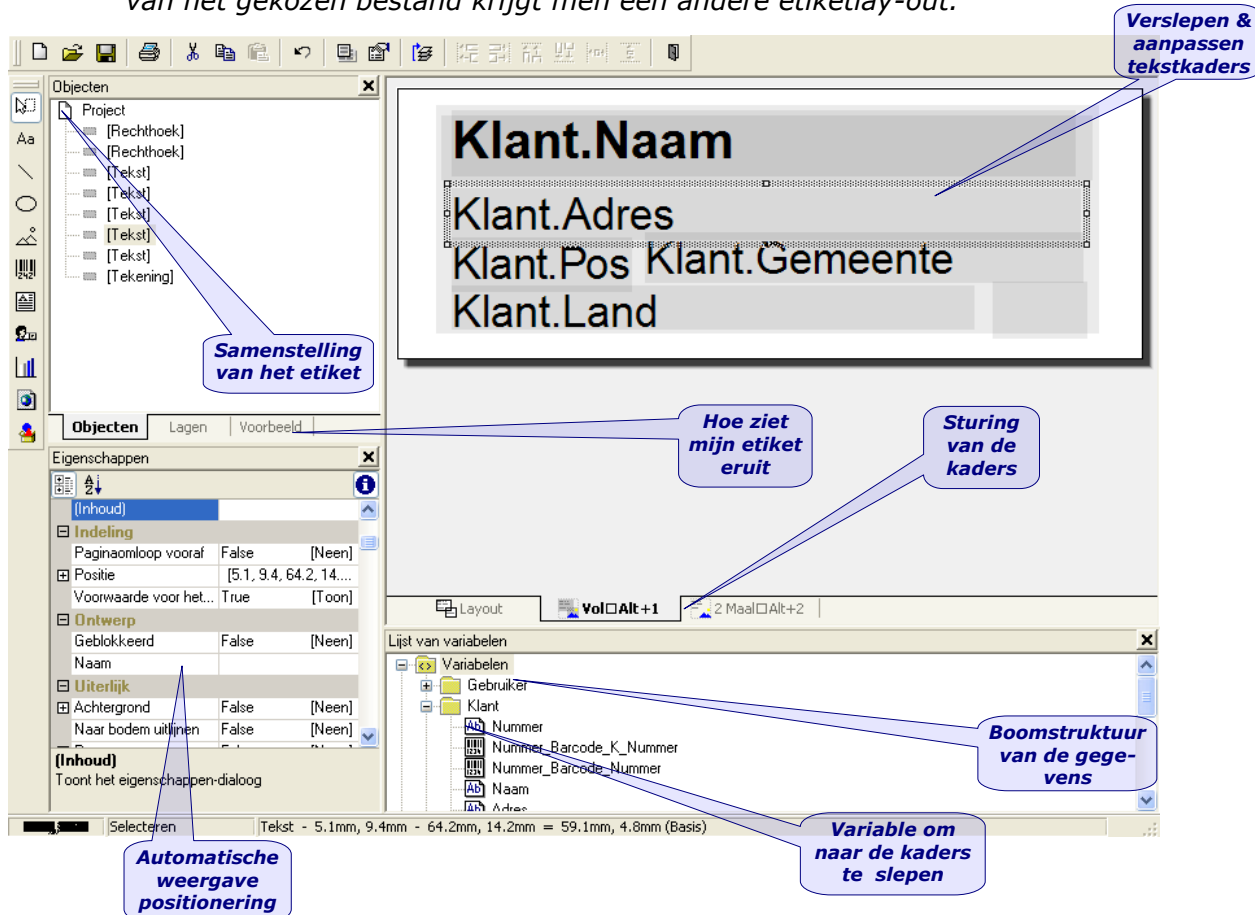 van het gekozen bestand krijgt men een andere etiketlay-out.
Verslepen &
aanpassen
tekstkaders
Objecten
Project
[Rechthoek]
[Rechthoek]
[Tekst]
[Tekst]
[Tekst]
[Tekst]
[Tekst]
[Tekening]
Samenstelling
van het etiket
Objecten
Lagen
Voorbeeld
Klant.Naam
Klant.Adres
Klant.Pos Klant.Gemeente
Klant.Land
Hoe ziet
mijn etiket
eruit
Sturing
van de
kaders
Eigenschappen
(Inhoud)
Indeling
Paginaomloop vooraf False [Neen]
Positie [5.1, 9.4, 64.2, 14....
Voorwaarde voor het... True [Toon]
Ontwerp
Geblokkeerd False [Neen]
Naam
Uiterlijk
Achtergrond False [Neen]
Naar bodem uitlijnen False [Neen]
(Inhoud)
Toont het eigenschappen-dialoog
Layout
Vol□Alt+1
2 Maal□Alt+2
Lijst van variabelen
Variabelen
Gebruiker
Klant
Nummer
Nummer_Barcode_K_Nummer
Nummer_Barcode_Nummer
Naam
Adres
Boomstruktuur
van de gege-
vens
Selecteren
Tekst - 5.1mm, 9.4mm - 64.2mm, 14.2mm = 59.1mm, 4.8mm (Basis)
Automatische
weergave
positionering
Variable om
naar de kaders
te slepen